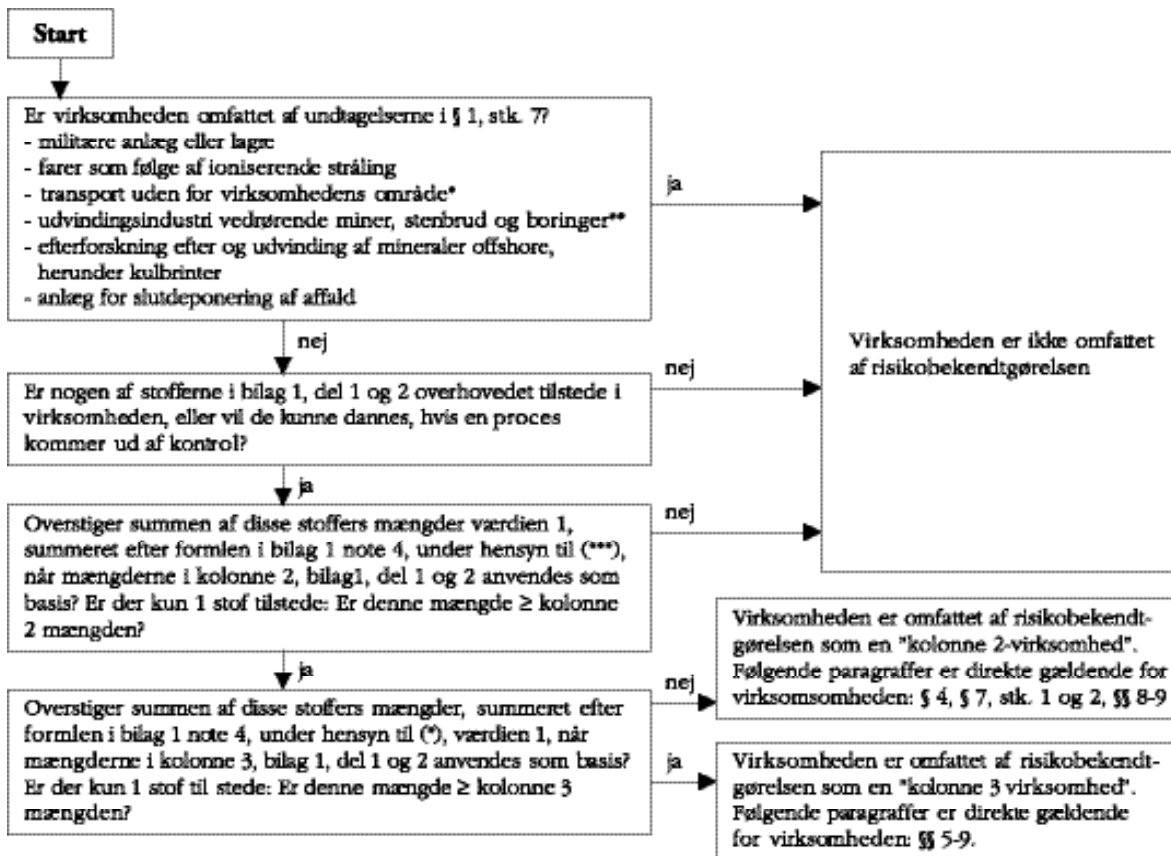 Start
Er virksomheden omfattet af undtagelserne i § 1, stk. 7?
- militære anlæg eller lagre
- farer som følge af ioniserende stråling
- transport uden for virksomhedens område*
- udvindingsindustri vedrørende miner, stenbrud og boringer**
- efterforskning efter og udvinding af mineraler offshore,
herunder kulbrinter
- anlæg for slutdeponering af affald
ja
nej
Virksomheden er ikke omfattet
af risikobekendtgørelsen
Er nogen af stofferne i bilag 1, del 1 og 2 overhovedet tilstede i
virksomheden, eller vil de kunne dannes, hvis en proces
kommer ud af kontrol?
nej
ja
Overstiger summen af disse stoffers mængder værdien 1,
summeret efter formlen i bilag 1 note 4, under hensyn til (***),
når mængderne i kolonne 2, bilag1, del 1 og 2 anvendes som
basis? Er der kun 1 stof tilstede: Er denne mængde ≥ kolonne
2 mængden?
nej
ja
Virksomheden er omfattet af risikobekendt-
gørelsen som en "kolonne 2-virksomhed".
Følgende paragraffer er direkte gældende for
virksomsomheden: § 4, § 7, stk. 1 og 2, §§ 8-9
Overstiger summen af disse stoffers mængder, summeret efter
formlen i bilag 1 note 4, under hensyn til (*), værdien 1, når
mængderne i kolonne 3, bilag 1, del 1 og 2 anvendes som basis?
Er der kun 1 stof til stede: Er denne mængde ≥ kolonne 3
mængden?
nej
ja
Virksomheden er omfattet af risikobekendt-
gørelsen som en "kolonne 3 virksomhed".
Følgende paragraffer er direkte gældende
for virksomheden: §§ 5-9.